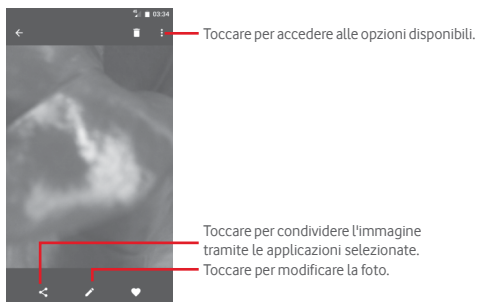 4G
03:34
Toccare per accedere alle opzioni disponibili.
Toccare per condividere l'immagine
tramite le applicazioni selezionate.
Toccare per modificare la foto.